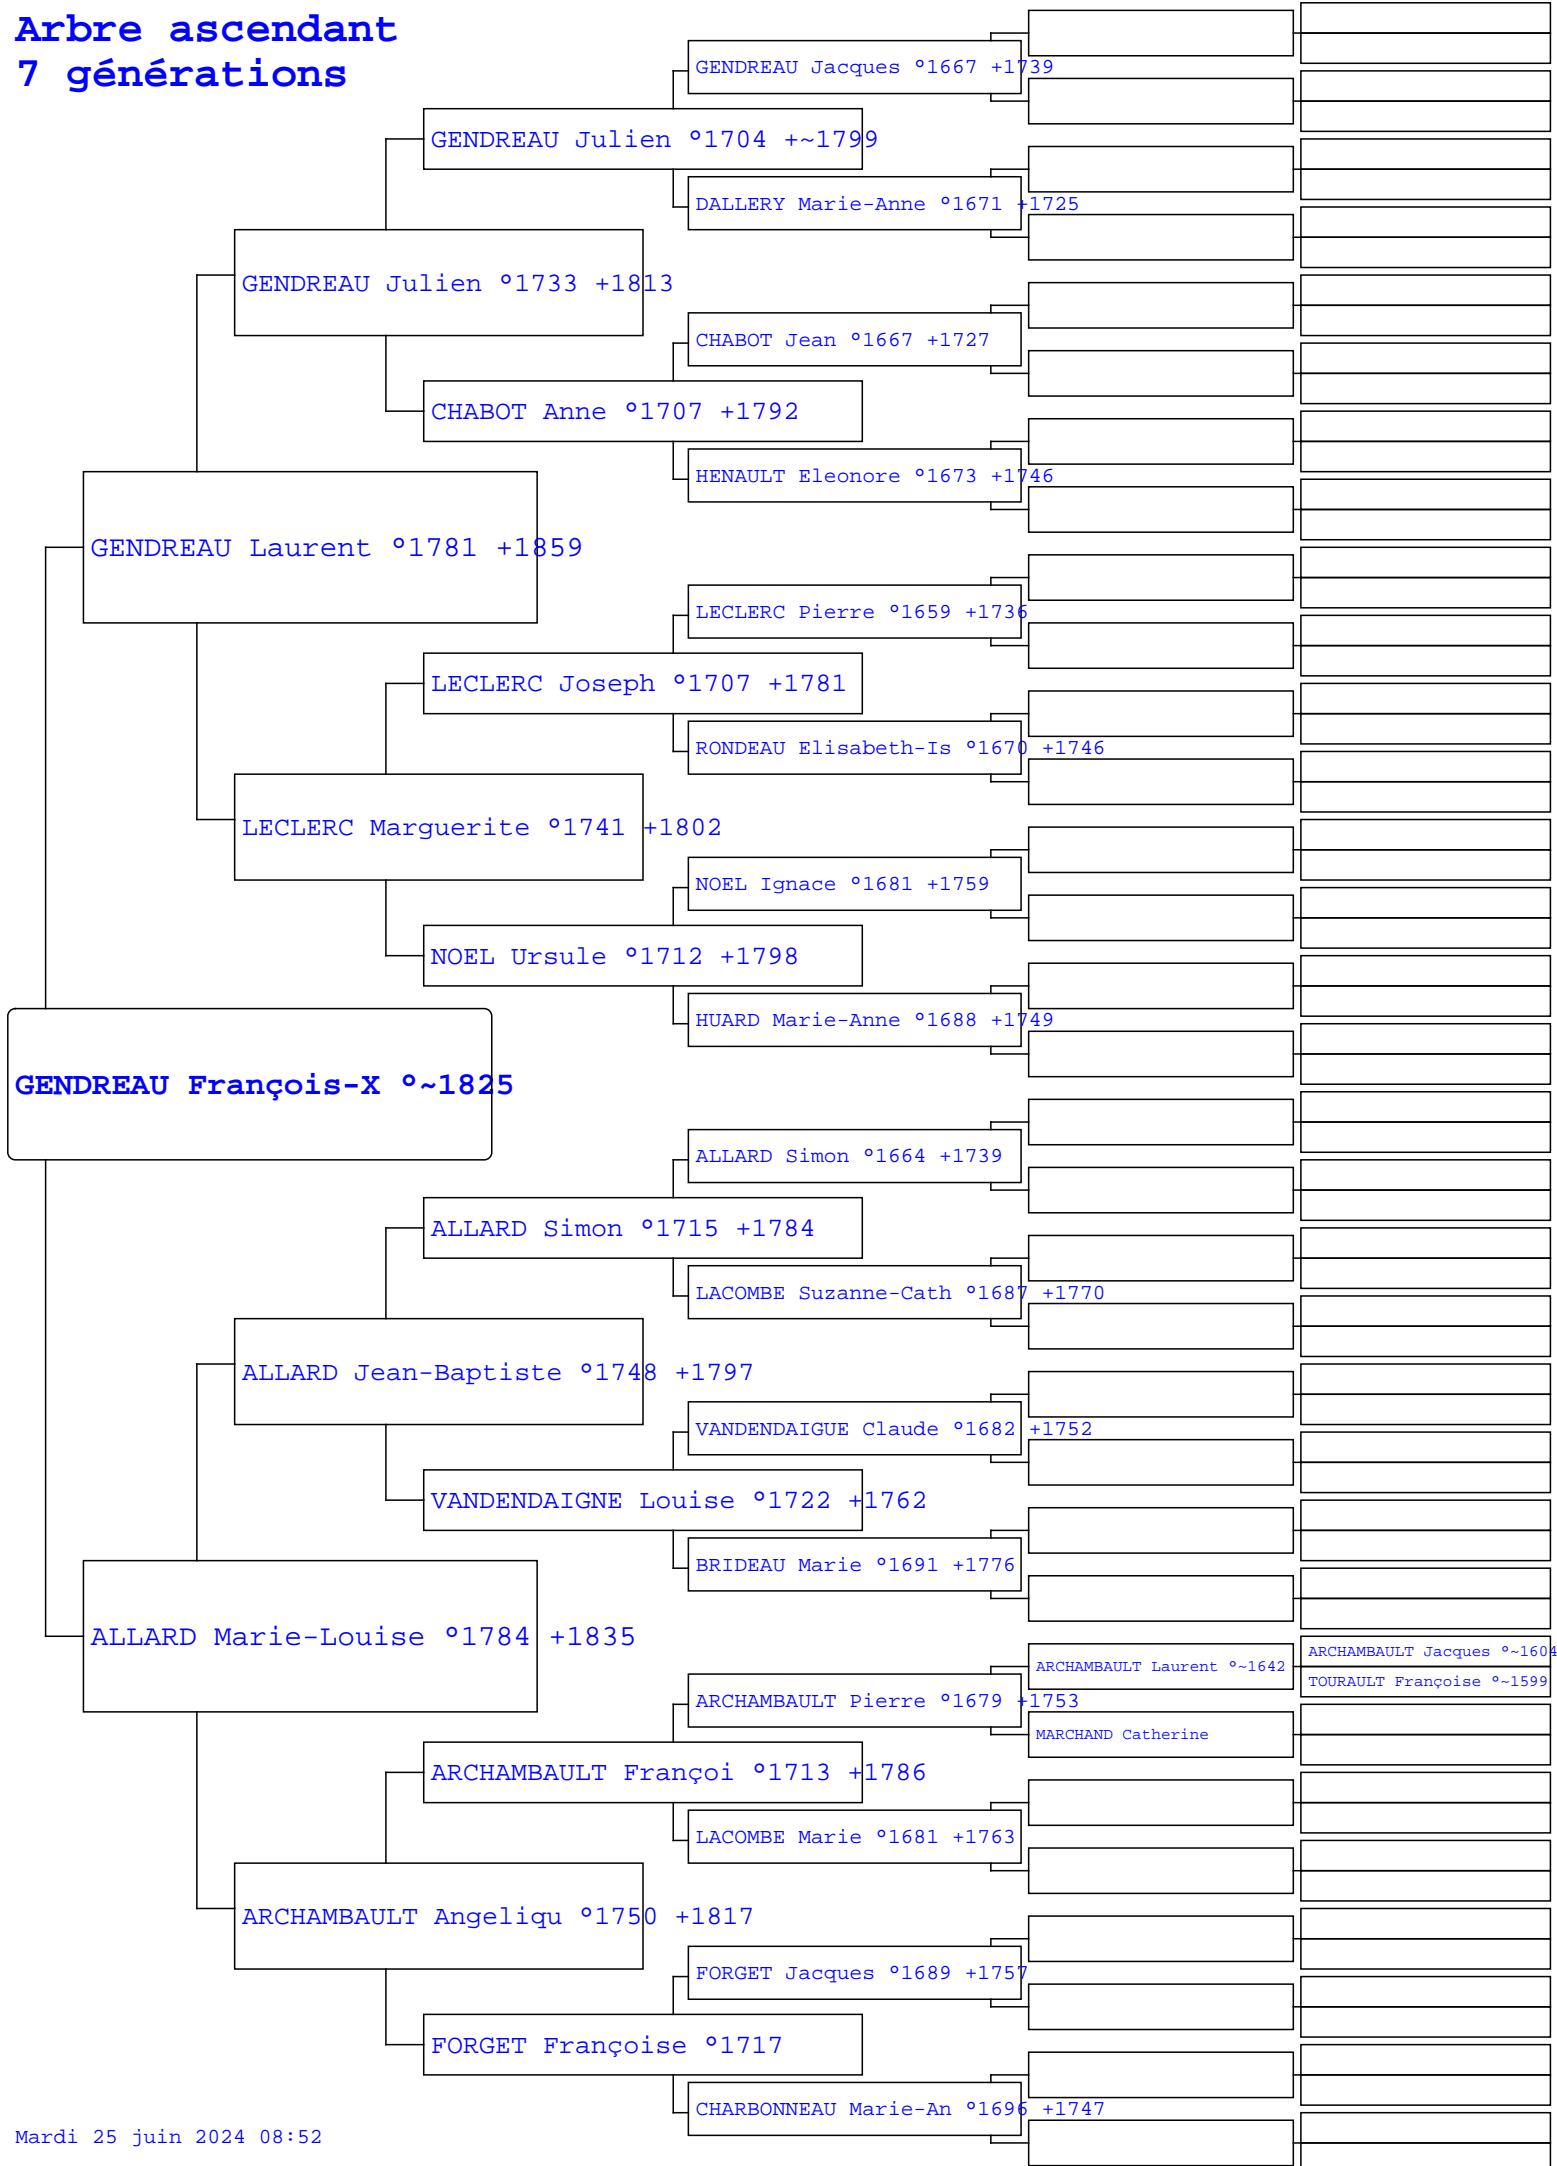 Arbre ascendant
7 générations
GENDREAU Jacques °1667 +1739
GENDREAU Julien °1704 +~1799
DALLERY Marie-Anne °1671 +1725
GENDREAU Julien °1733 +1813
CHABOT Jean °1667 +1727
CHABOT Anne °1707 +1792
HENAULT Eleonore °1673 +1746
GENDREAU Laurent °1781 +1859
LECLERC Pierre °1659 +1736
LECLERC Joseph °1707 +1781
RONDEAU Elisabeth-Is °1670 +1746
LECLERC Marguerite °1741 +1802
NOEL Ignace °1681 +1759
NOEL Ursule °1712 +1798
HUARD Marie-Anne °1688 +1749
GENDREAU François-X °~1825
ALLARD Simon °1664 +1739
ALLARD Simon °1715 +1784
LACOMBE Suzanne-Cath °1687 +1770
ALLARD Jean-Baptiste °1748 +1797
VANDENDAIGUE Claude °1682 +1752
VANDENDAIGNE Louise °1722 +1762
BRIDEAU Marie °1691 +1776
ALLARD Marie-Louise °1784 +1835
ARCHAMBAULT Jacques °~1604
ARCHAMBAULT Laurent °~1642
TOURAULT Françoise °~1599
ARCHAMBAULT Pierre °1679 +1753
MARCHAND Catherine
ARCHAMBAULT Françoi °1713 +1786
LACOMBE Marie °1681 +1763
ARCHAMBAULT Angeliqu °1750 +1817
FORGET Jacques °1689 +1757
FORGET Françoise °1717
CHARBONNEAU Marie-An °1696 +1747
Mardi 25 juin 2024 08:52